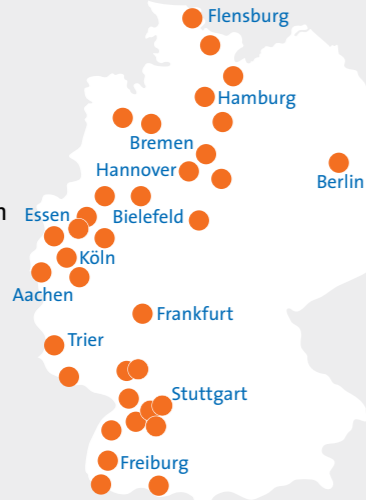 Flensburg
Hamburg
Bremen
Hannover
Berlin
n
Essen
Bielefeld
Köln
Aachen
Frankfurt
Trier
Stuttgart
Freiburg